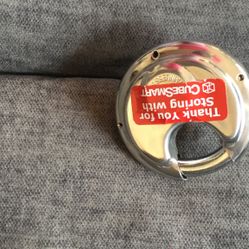 Thank You for
Storing with
CUBESMART